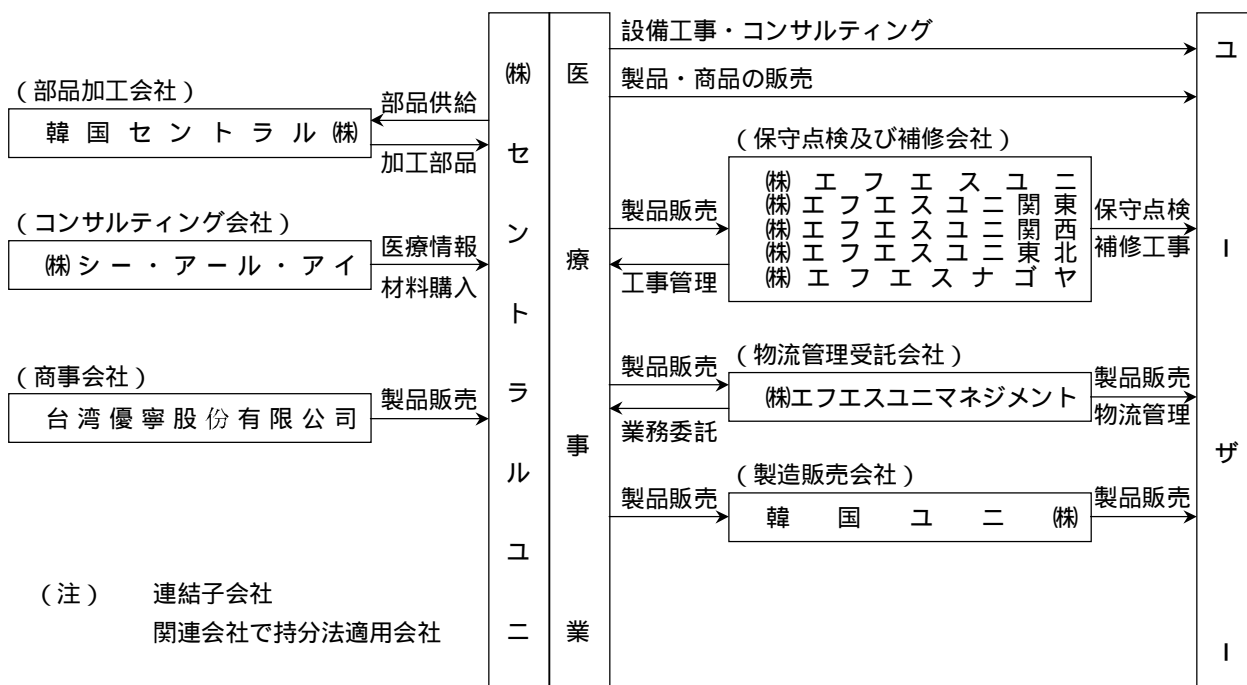 設備工事・コンサルティング
製品・商品の販売
(部品加工会社)
韓国セントラル㈱
部品供給
加工部品
(コンサルティング会社)
㈱シー・アール・アイ
医療情報
材料購入
(商事会社)
台湾優寧股份有限公司
製品販売
㈱セントラルユニ
医療事業
(保守点検及び補修会社)
㈱エフエスユニ
㈱エフエスユニ関東
㈱エフエスユニ関西
㈱エフエスユニ東北
㈱エフエスナゴヤ
製品販売
工事管理
保守点検
補修工事
(物流管理受託会社)
㈱エフエスユニマネジメント
製品販売
業務委託
製品販売
物流管理
(製造販売会社)
韓国ユニ㈱
製品販売
製品販売
ユーザー
(注) 連結子会社
関連会社で持分法適用会社